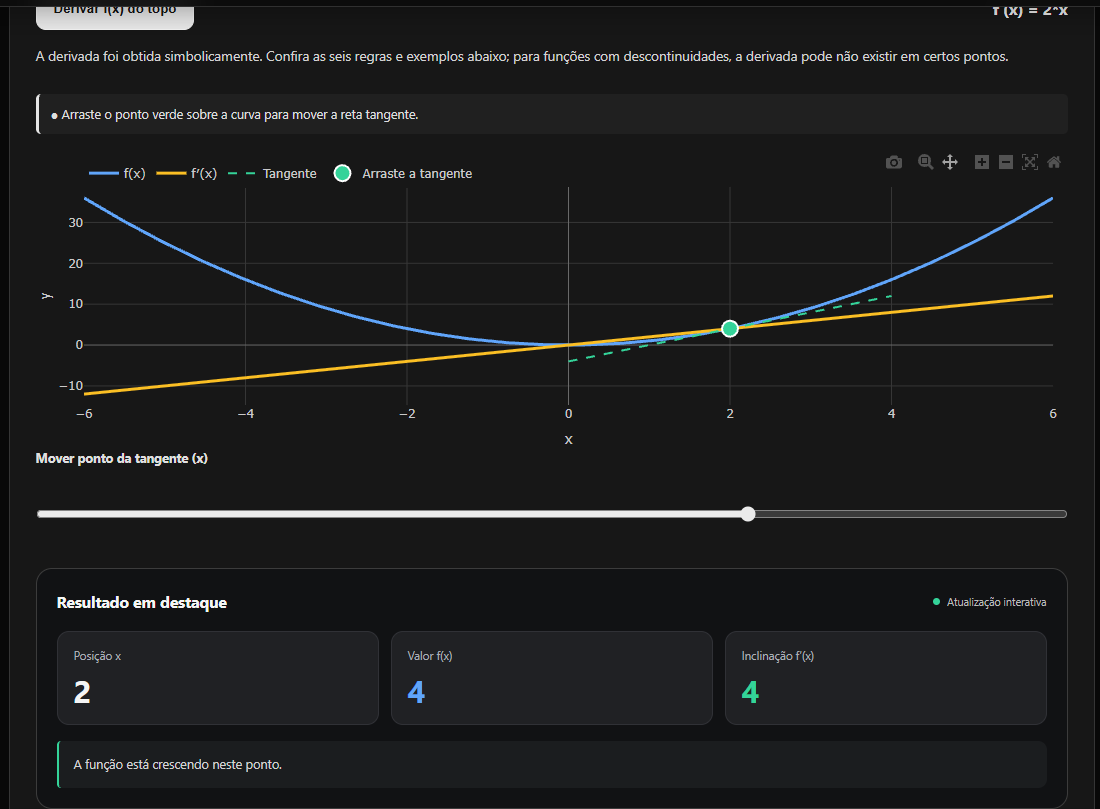 Derivar f(x) do topo
f'(x) = 2*x
A derivada foi obtida simbolicamente. Confira as seis regras e exemplos abaixo; para funções com descontinuidades, a derivada pode não existir em certos pontos.
● Arraste o ponto verde sobre a curva para mover a reta tangente.
f(x)
f′(x)
Tangente
Arraste a tangente
30
20
10
0
−10
y
−6
−4
−2
0
2
4
6
x
Mover ponto da tangente (x)
Resultado em destaque
Atualização interativa
Posição x
Valor f(x)
Inclinação f'(x)
2
4
4
A função está crescendo neste ponto.